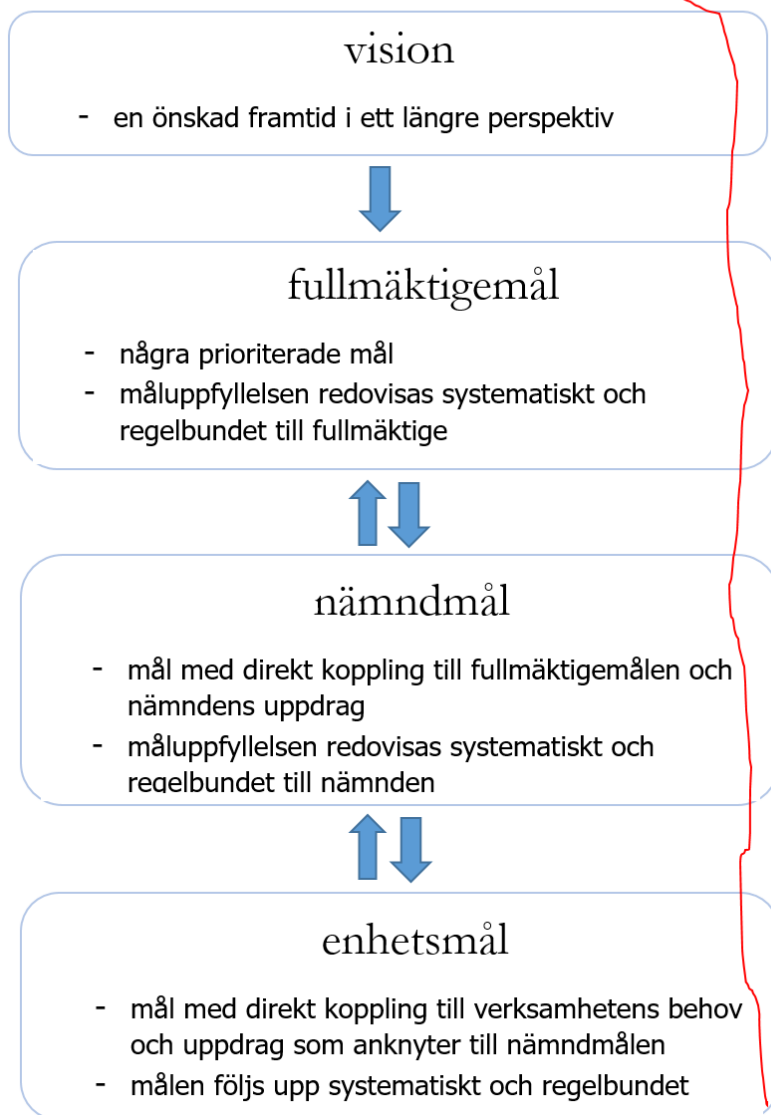 vision
- en önskad framtid i ett längre perspektiv
fullmäktigemål
- några prioriterade mål
- måluppfyllelsen redovisas systematiskt och
regelbundet till fullmäktige
nämndmål
- mål med direkt koppling till fullmäktigemålen och
nämndens uppdrag
- måluppfyllelsen redovisas systematiskt och
regelbundet till nämnden
enhetsmål
- mål med direkt koppling till verksamhetens behov
och uppdrag som anknyter till nämndmålen
- målen följs upp systematiskt och regelbundet